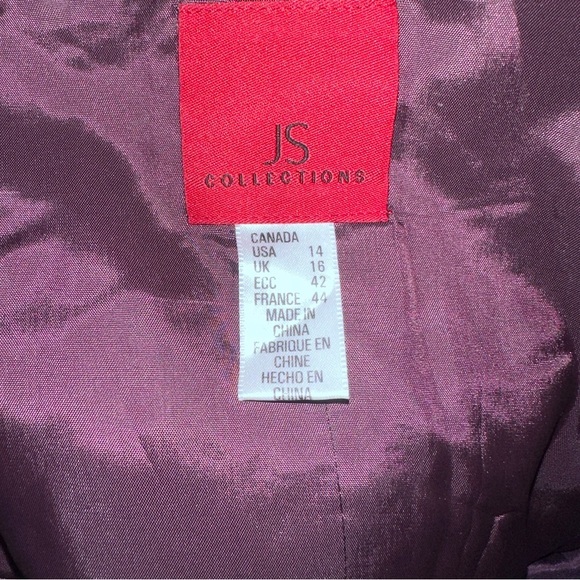 JS
COLLECTIONS
CANADA
USA 14
UK 16
ECC 42
FRANCE 44
MADE IN
CHINA
FABRIQUE EN
CHINE
HECHO EN
CHINA